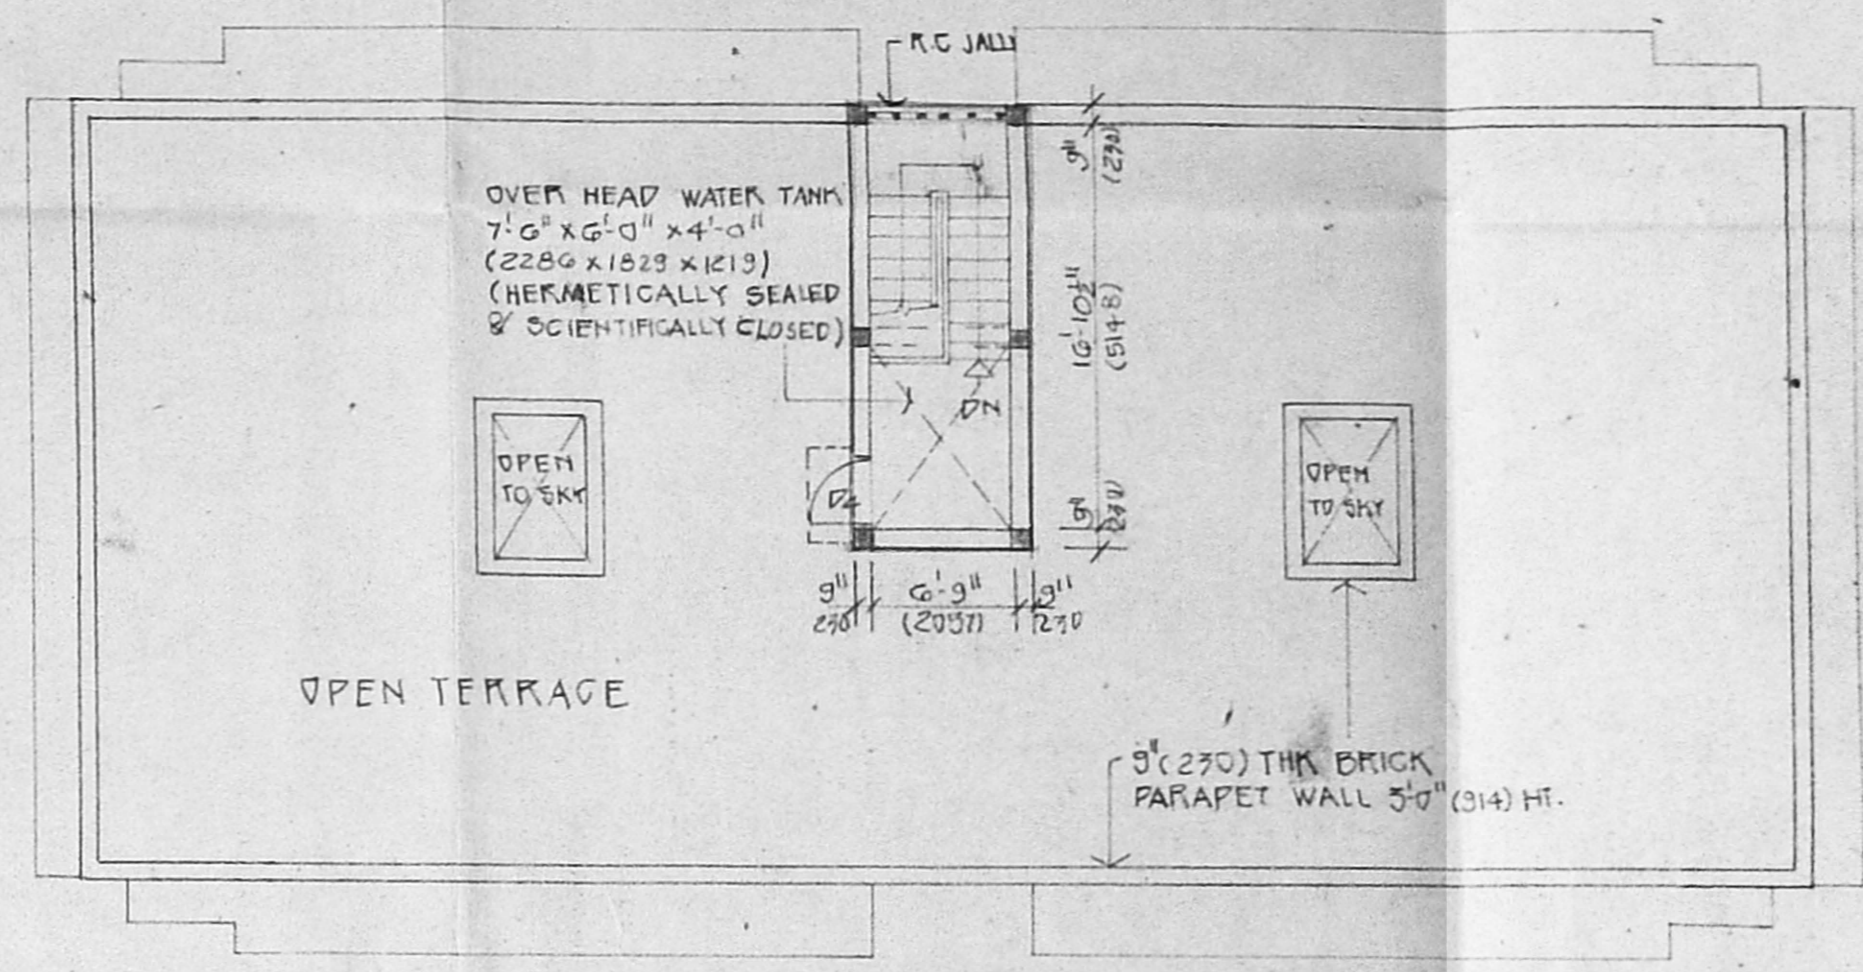 R.C JALLI
OVER HEAD WATER TANK
7'-6" X 6'-0" X 4'-0"
(2286 X 1829 X 1219)
(HERMETICALLY SEALED
& SCIENTIFICALLY CLOSED)
9"
(230)
16'-10½"
(5148)
DN
OPEN
TO SKY
OPEN
TO SKY
9"
230)
9"
230
6'-9"
(2057)
9"
230
OPEN TERRACE
9"(230) THK BRICK
PARAPET WALL 3'-0" (914) HT.